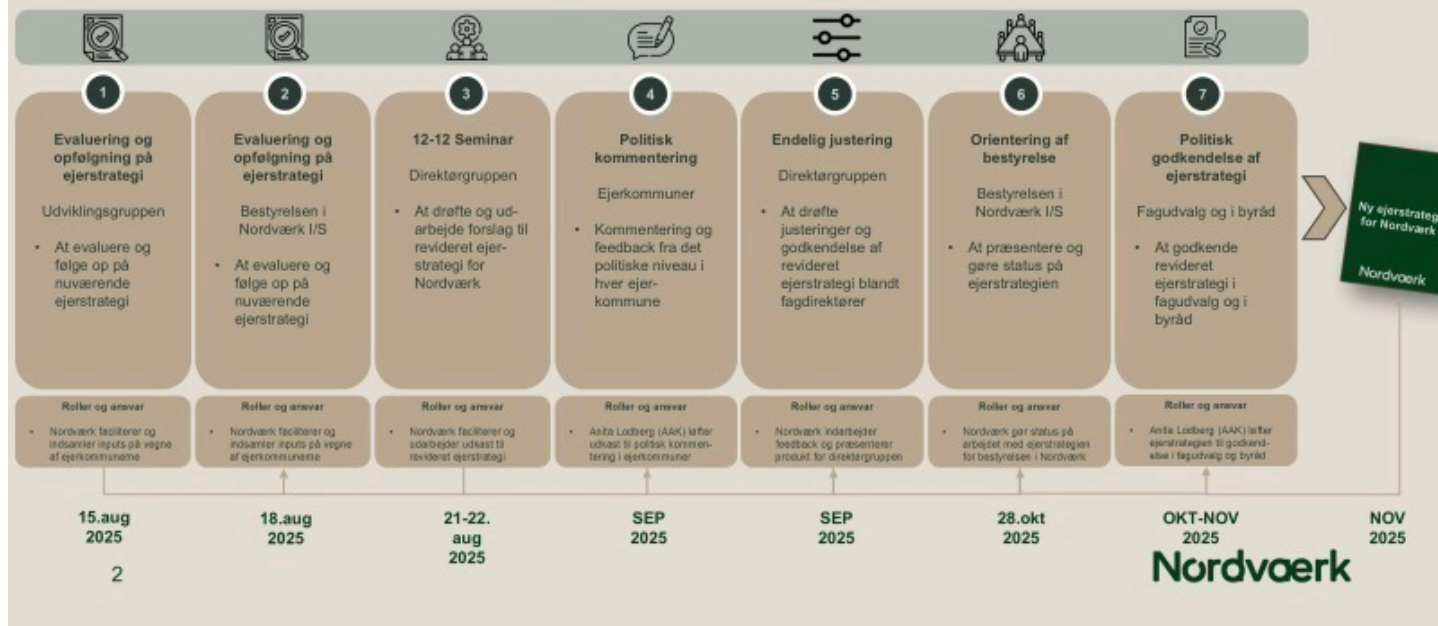 1
Evaluering og
opfølgning på
ejerstrategi
Udviklingsgruppen
• At evaluere og
følge op på
nuværende
ejerstrategi
Roller og ansvar
• Nordværk faciliterer og
indsamler inputs på vegne
af ejerkommunerne
15.aug
2025
2
Evaluering og
opfølgning på
ejerstrategi
Bestyrelsen i
Nordværk I/S
• At evaluere og
følge op på
nuværende
ejerstrategi
Roller og ansvar
• Nordværk faciliterer og
indsamler inputs på vegne
af ejerkommunerne
18.aug
2025
3
12-12 Seminar
Direktørgruppen
• At drøfte og ud-
arbejde forslag til
revideret ejer-
strategi for
Nordværk
Roller og ansvar
• Nordværk faciliterer og
udarbejder udkast til
revideret ejerstrategi
21-22.
aug
2025
4
Politisk
kommentering
Ejerkommuner
• Kommentering og
feedback fra det
politiske niveau i
hver ejer-
kommune
Roller og ansvar
• Anita Lodberg (AAK) løfter
udkast til politisk kommen-
tering i ejerkommuner
SEP
2025
5
Endelig justering
Direktørgruppen
• At drøfte
justeringer og
godkendelse af
revideret
ejerstrategi blandt
fagdirektører
Roller og ansvar
• Nordværk indarbejder
feedback og præsenterer
produkt for direktørgruppen
SEP
2025
6
Orientering af
bestyrelse
Bestyrelsen i
Nordværk I/S
• At præsentere og
gøre status på
ejerstrategien
Roller og ansvar
• Nordværk gør status på
arbejdet med ejerstrategien
for bestyrelsen i Nordværk
28.okt
2025
7
Politisk
godkendelse af
ejerstrategi
Fagudvalg og i byråd
• At godkende
revideret
ejerstrategi i
fagudvalg og i
byråd
Roller og ansvar
• Anita Lodberg (AAK) løfter
ejerstrategien til godkend-
else i fagudvalg og byråd
OKT-NOV
2025
Ny ejerstrateg
for Nordværk
Nordværk
NOV
2025
2
Nordværk